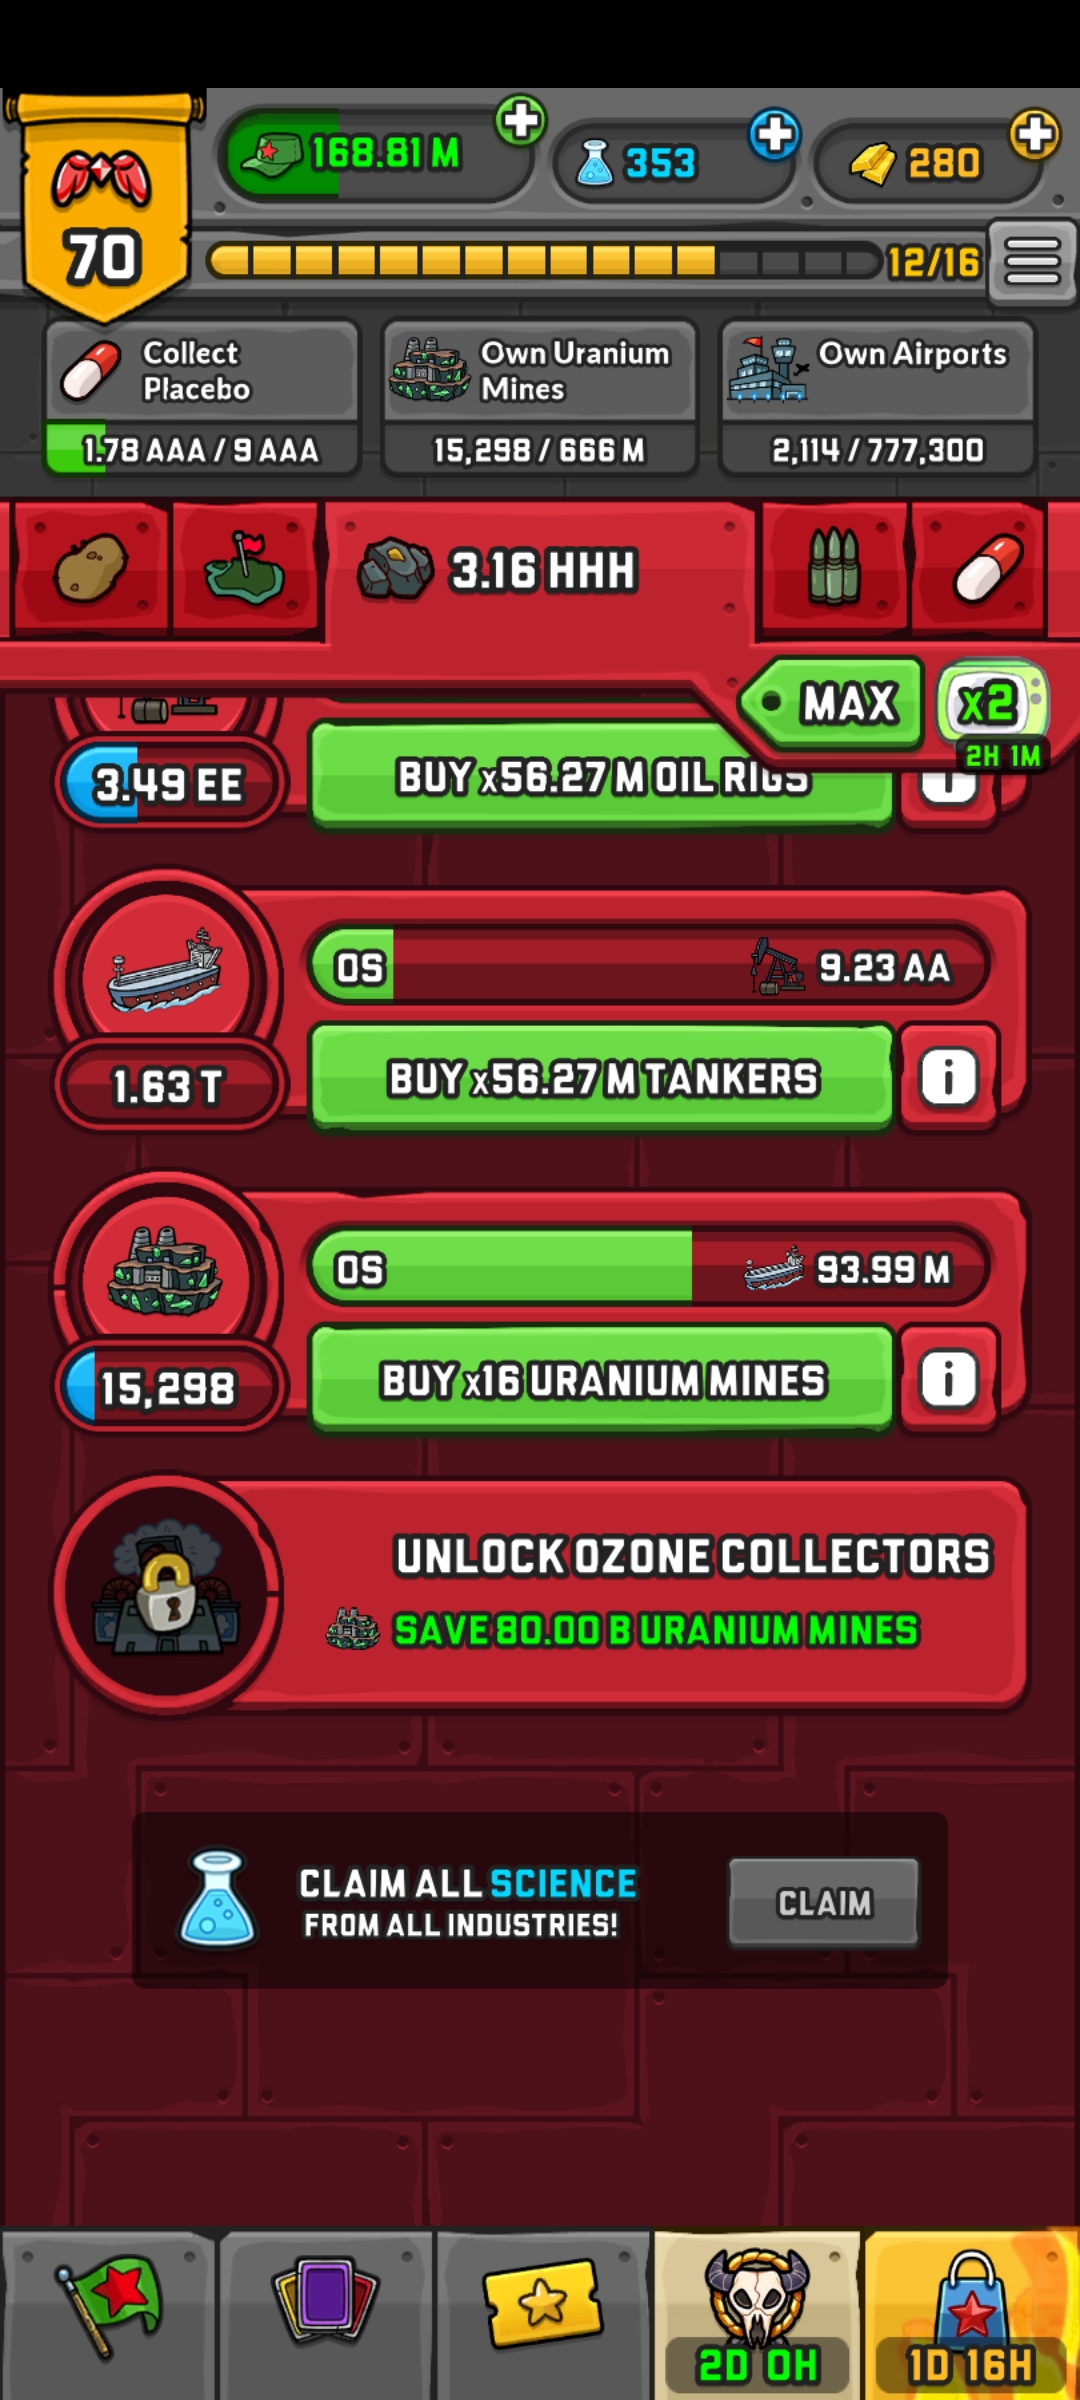 70
168.81 M
353
280
12/16
Collect
Placebo
1.78 AAA / 9 AAA
Own Uranium
Mines
15,298 / 666 M
Own Airports
2,114 / 777,300
3.16 HHH
MAX
x2
2H 1M
3.49 EE
BUY x56.27 M OIL RIGS
0S
9.23 AA
1.63 T
BUY x56.27 M TANKERS
i
0S
93.99 M
15,298
BUY x16 URANIUM MINES
i
UNLOCK OZONE COLLECTORS
SAVE 80.00 B URANIUM MINES
CLAIM ALL SCIENCE
FROM ALL INDUSTRIES!
CLAIM
2D 0H
1D 16H